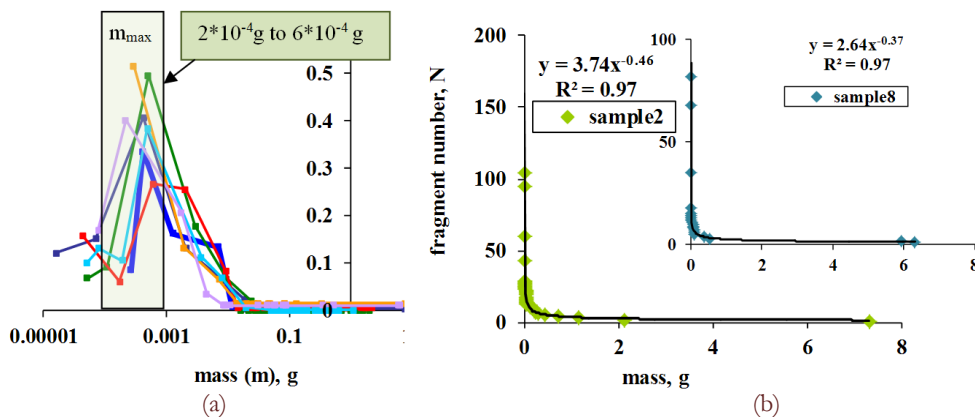 m_max
2*10^-4 g to 6*10^-4 g
0.5
0.4
0.3
0.2
0.1
0
0.00001
0.001
0.1
1
mass (m), g
(a)
200
150
100
50
0
fragment number, N
y = 3.74x^-0.46
R² = 0.97
sample2
0
2
4
6
8
mass, g
100
50
0
y = 2.64x^-0.37
R² = 0.97
sample8
0
2
4
6
8
(b)